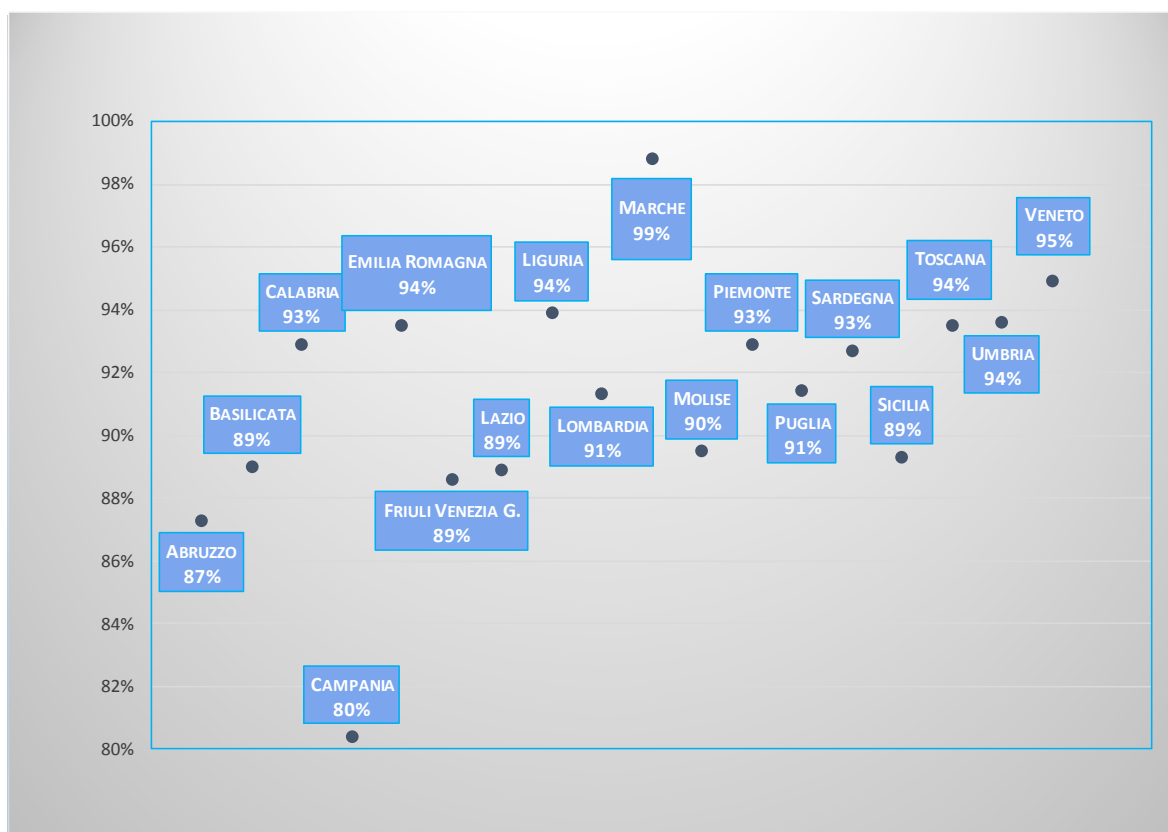 100%
98%
96%
94%
92%
90%
88%
86%
84%
82%
80%
ABRUZZO
87%
BASILICATA
89%
CALABRIA
93%
CAMPANIA
80%
EMILIA ROMAGNA
94%
FRIULI VENEZIA G.
89%
LAZIO
89%
LIGURIA
94%
LOMBARDIA
91%
MARCHE
99%
MOLISE
90%
PIEMONTE
93%
PUGLIA
91%
SARDEGNA
93%
SICILIA
89%
TOSCANA
94%
UMBRIA
94%
VENETO
95%